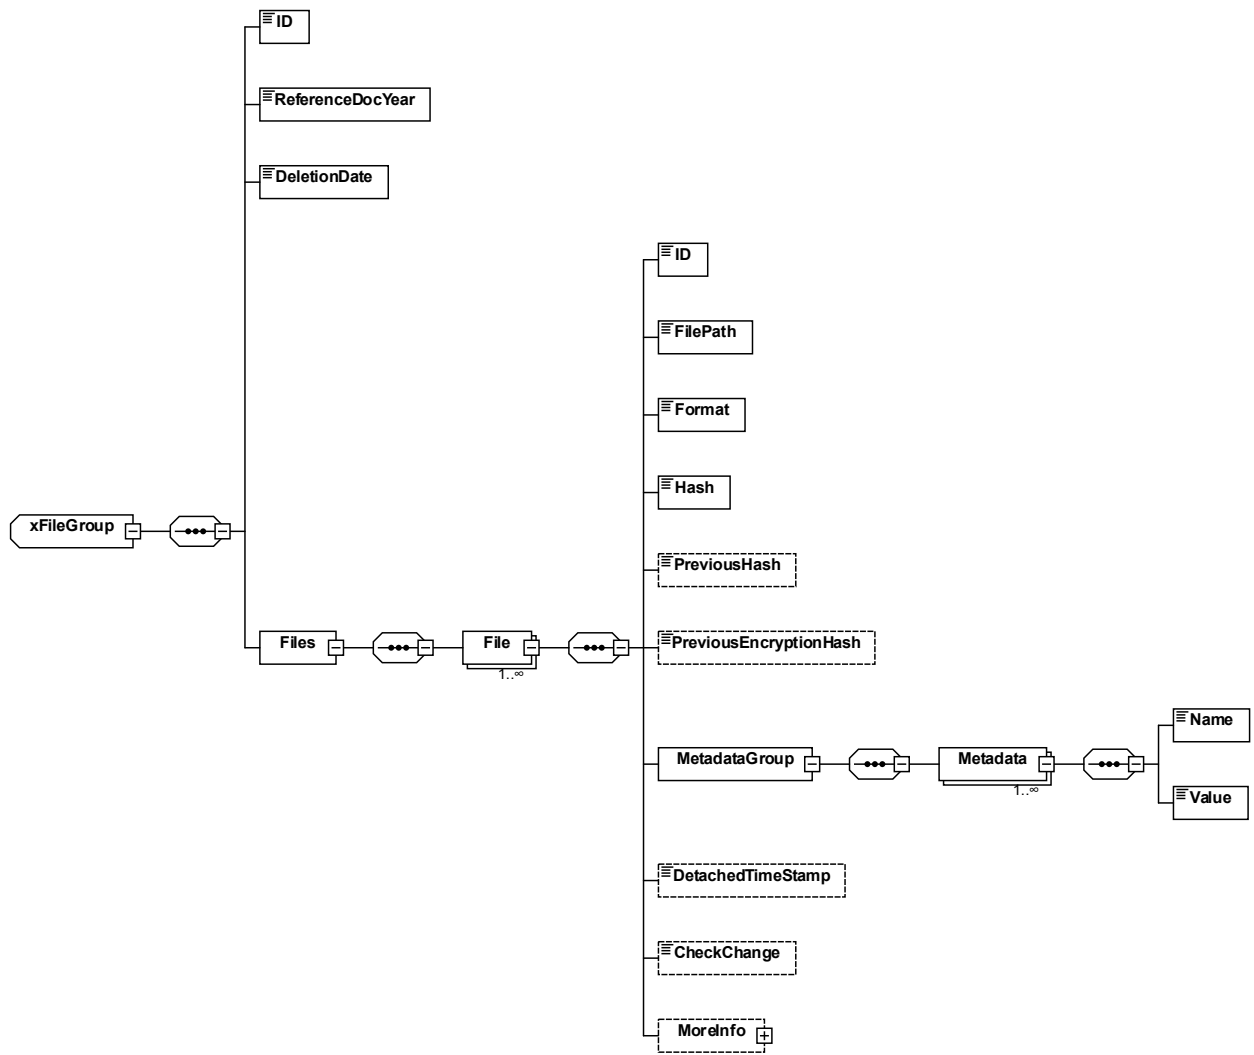 ID
ReferenceDocYear
DeletionDate
ID
FilePath
Format
Hash
xFileGroup
PreviousHash
Files
File
1..∞
PreviousEncryptionHash
Name
MetadataGroup
Metadata
1..∞
Value
DetachedTimeStamp
CheckChange
MoreInfo